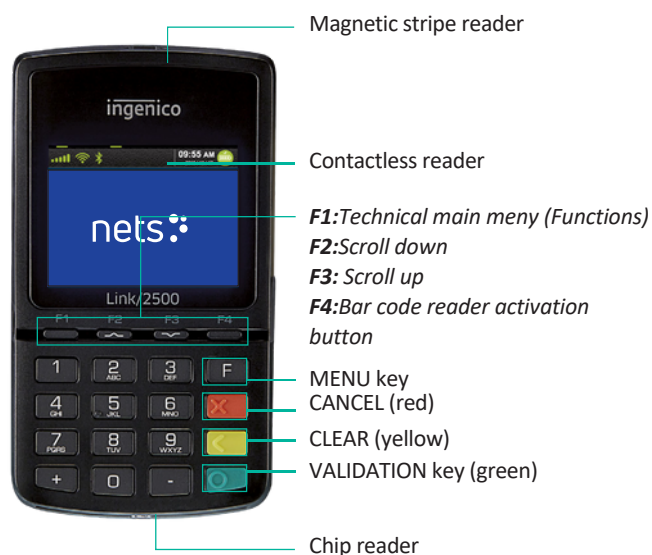 Magnetic stripe reader
ingenico
09:55 AM
Contactless reader
nets
F1:Technical main meny (Functions)
F2:Scroll down
F3: Scroll up
F4:Bar code reader activation
button
Link/2500
F1 F2 F3 F4
1 2 ABC 3 DEF F
MENU key
4 GHI 5 JKL 6 MNO
CANCEL (red)
7 PQRS 8 TUV 9 WXYZ
CLEAR (yellow)
+ 0 -
VALIDATION key (green)
Chip reader